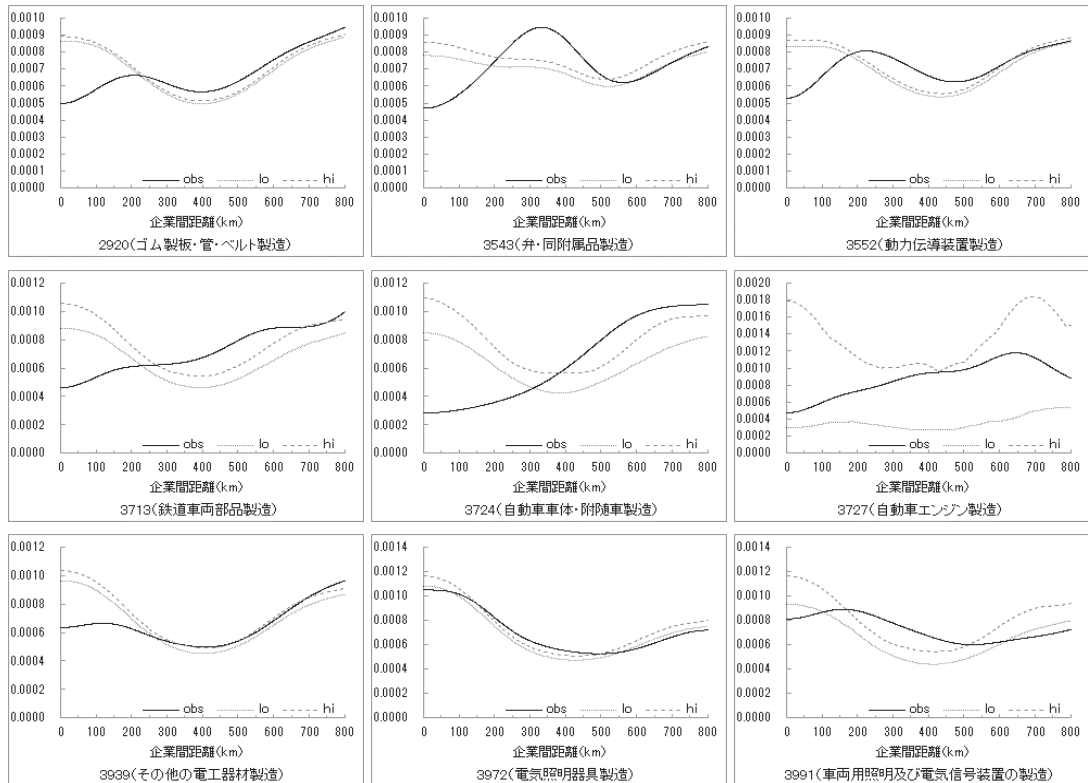 0.0010
0.0009
0.0008
0.0007
0.0006
0.0005
0.0004
0.0003
0.0002
0.0001
0.0000
obs lo hi
0 100 200 300 400 500 600 700 800
企業間距離(km)
2920(ゴム製板・管・ベルト製造)
0.0010
0.0009
0.0008
0.0007
0.0006
0.0005
0.0004
0.0003
0.0002
0.0001
0.0000
obs lo hi
0 100 200 300 400 500 600 700 800
企業間距離(km)
3543(弁・同附属品製造)
0.0010
0.0009
0.0008
0.0007
0.0006
0.0005
0.0004
0.0003
0.0002
0.0001
0.0000
obs lo hi
0 100 200 300 400 500 600 700 800
企業間距離(km)
3552(動力伝導装置製造)
0.0012
0.0010
0.0008
0.0006
0.0004
0.0002
0.0000
obs lo hi
0 100 200 300 400 500 600 700 800
企業間距離(km)
3713(鉄道車両部品製造)
0.0012
0.0010
0.0008
0.0006
0.0004
0.0002
0.0000
obs lo hi
0 100 200 300 400 500 600 700 800
企業間距離(km)
3724(自動車車体・附随車製造)
0.0020
0.0018
0.0016
0.0014
0.0012
0.0010
0.0008
0.0006
0.0004
0.0002
0.0000
obs lo hi
0 100 200 300 400 500 600 700 800
企業間距離(km)
3727(自動車エンジン製造)
0.0012
0.0010
0.0008
0.0006
0.0004
0.0002
0.0000
obs lo hi
0 100 200 300 400 500 600 700 800
企業間距離(km)
3939(その他の電工器材製造)
0.0014
0.0012
0.0010
0.0008
0.0006
0.0004
0.0002
0.0000
obs lo hi
0 100 200 300 400 500 600 700 800
企業間距離(km)
3972(電気照明器具製造)
0.0014
0.0012
0.0010
0.0008
0.0006
0.0004
0.0002
0.0000
obs lo hi
0 100 200 300 400 500 600 700 800
企業間距離(km)
3991(車両用照明及び電気信号装置の製造)